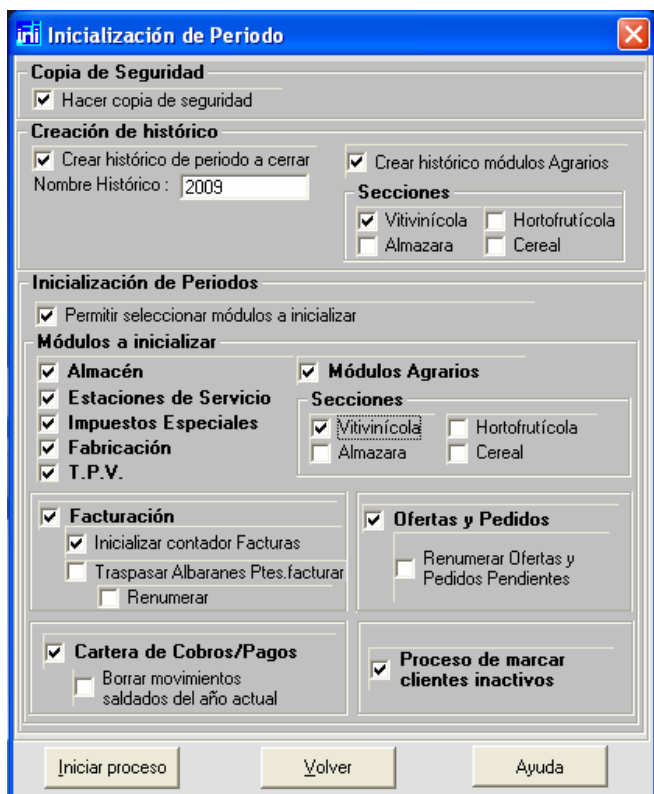 ini Inicialización de Periodo
Copia de Seguridad
Hacer copia de seguridad
Creación de histórico
Crear histórico de periodo a cerrar
Nombre Histórico : 2009
Crear histórico módulos Agrarios
Secciones
Vitivinícola Hortofrutícola
Almazara Cereal
Inicialización de Periodos
Permitir seleccionar módulos a inicializar
Módulos a inicializar
Almacén
Estaciones de Servicio
Impuestos Especiales
Fabricación
T.P.V.
Módulos Agrarios
Secciones
Vitivinícola Hortofrutícola
Almazara Cereal
Facturación
Inicializar contador Facturas
Traspasar Albaranes Ptes.facturar
Renumerar
Ofertas y Pedidos
Renumerar Ofertas y
Pedidos Pendientes
Cartera de Cobros/Pagos
Borrar movimientos
saldados del año actual
Proceso de marcar
clientes inactivos
Iniciar proceso Volver Ayuda